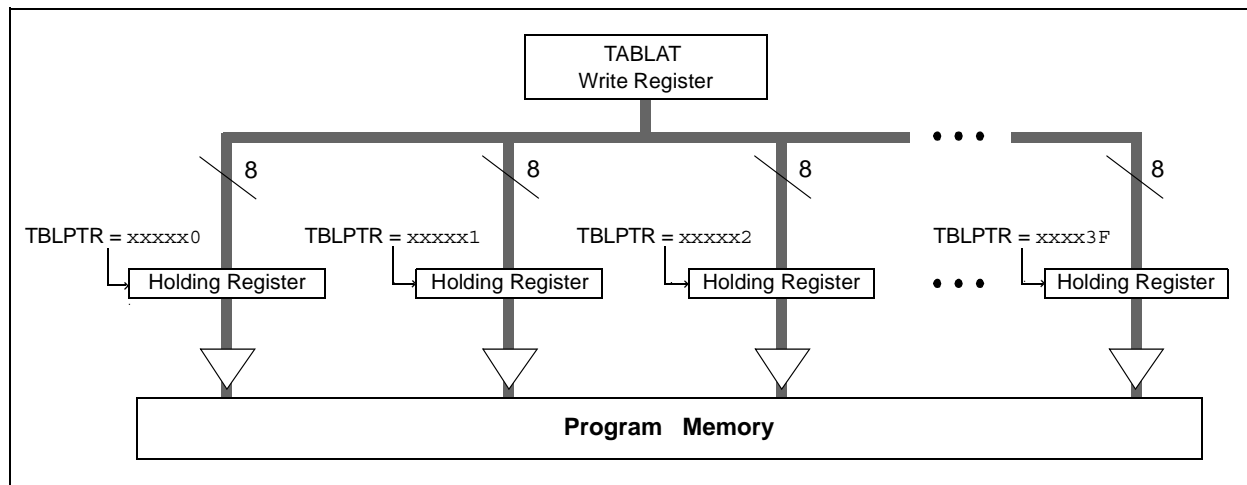 TABLAT
Write Register
8 8 8 8
TBLPTR = xxxxx0 TBLPTR = xxxxx1 TBLPTR = xxxxx2 TBLPTR = xxxx3F
Holding Register Holding Register Holding Register Holding Register
Program Memory